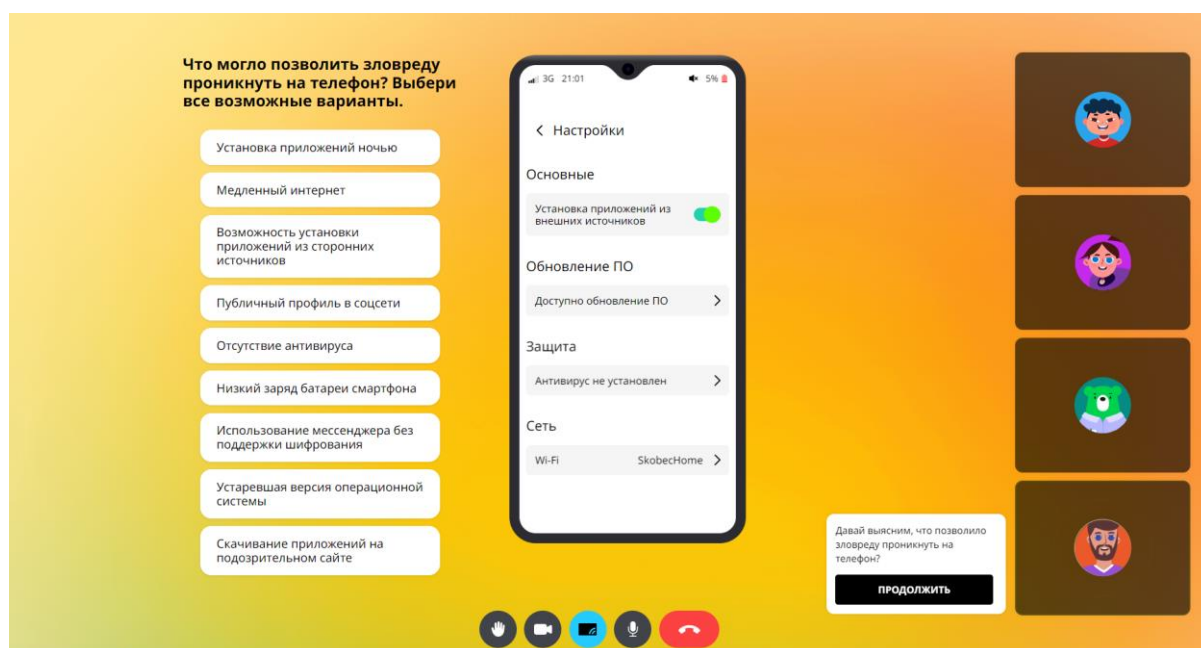 Что могло позволить зловреду
проникнуть на телефон? Выбери
все возможные варианты.
Установка приложений ночью
Медленный интернет
Возможность установки
приложений из сторонних
источников
Публичный профиль в соцсети
Отсутствие антивируса
Низкий заряд батареи смартфона
Использование мессенджера без
поддержки шифрования
Устаревшая версия операционной
системы
Скачивание приложений на
подозрительном сайте
3G 21:01 5%
Настройки
Основные
Установка приложений из
внешних источников
Обновление ПО
Доступно обновление ПО
Защита
Антивирус не установлен
Сеть
Wi-Fi SkobecHome
Давай выясним, что позволило
зловреду проникнуть на
телефон?
ПРОДОЛЖИТЬ